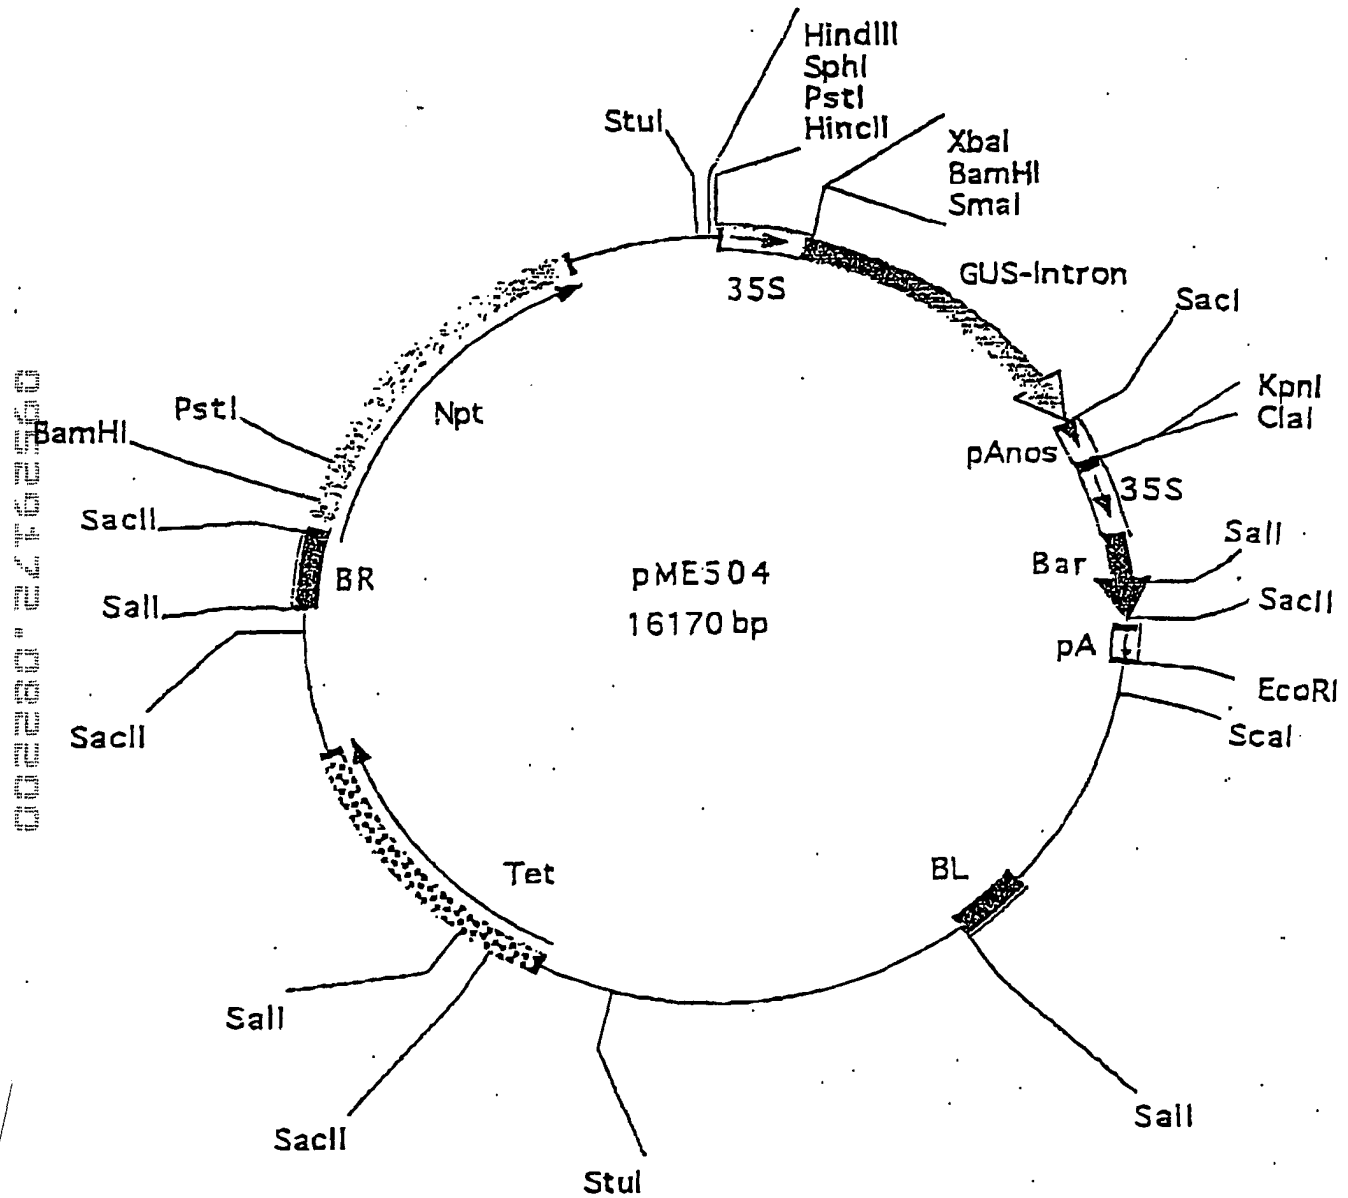 HindIII
SphI
PstI
HincII
StuI
XbaI
BamHI
SmaI
GUS-Intron
35S
SacI
KpnI
ClaI
PstI
Npt
BamHI
pAnos
35S
SacII
SalI
Bar
BR
pME504
SalI
SacII
16170 bp
pA
EcoRI
SacII
ScaI
Tet
BL
SalI
SalI
SacII
StuI